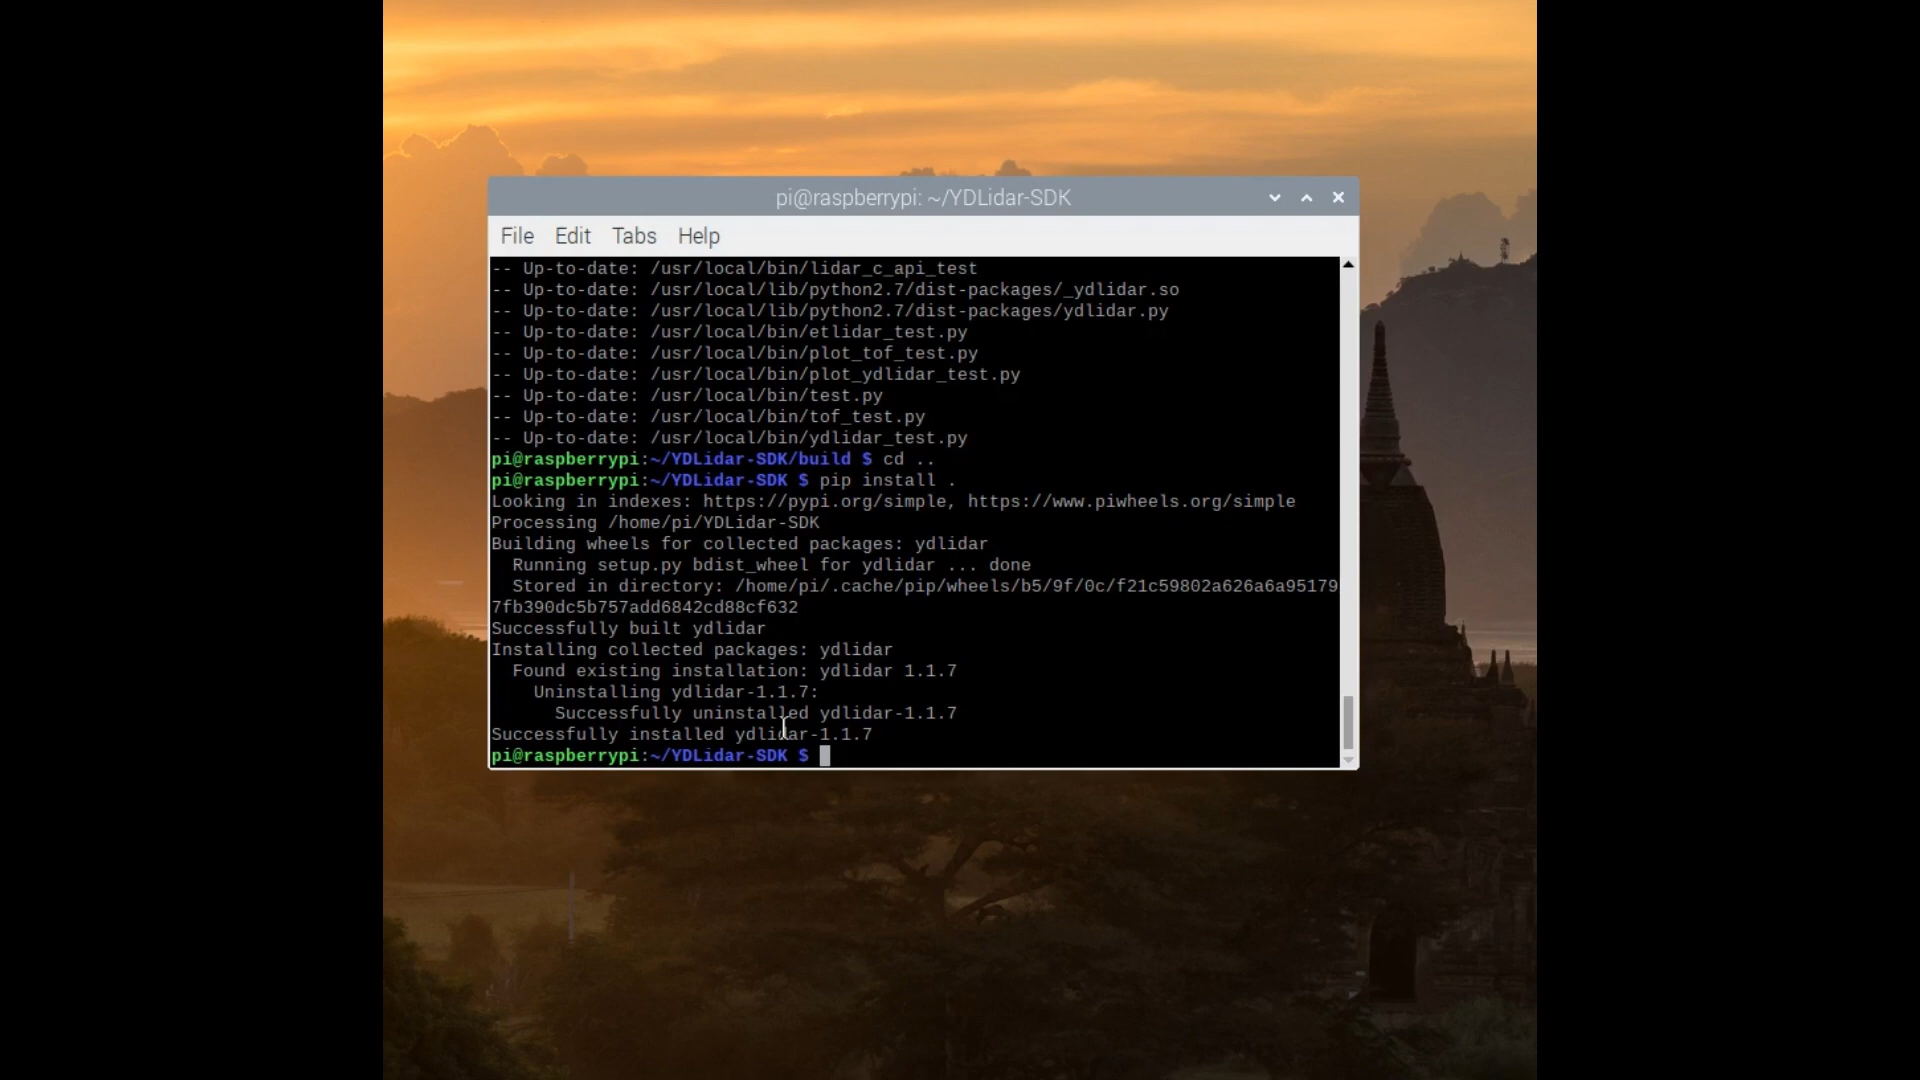 pi@raspberrypi: ~/YDLidar-SDK
File Edit Tabs Help
-- Up-to-date: /usr/local/bin/lidar_c_api_test
-- Up-to-date: /usr/local/lib/python2.7/dist-packages/_ydlidar.so
-- Up-to-date: /usr/local/lib/python2.7/dist-packages/ydlidar.py
-- Up-to-date: /usr/local/bin/etlidar_test.py
-- Up-to-date: /usr/local/bin/plot_tof_test.py
-- Up-to-date: /usr/local/bin/plot_ydlidar_test.py
-- Up-to-date: /usr/local/bin/test.py
-- Up-to-date: /usr/local/bin/tof_test.py
-- Up-to-date: /usr/local/bin/ydlidar_test.py
pi@raspberrypi:~/YDLidar-SDK/build $ cd ..
pi@raspberrypi:~/YDLidar-SDK $ pip install .
Looking in indexes: https://pypi.org/simple, https://www.piwheels.org/simple
Processing /home/pi/YDLidar-SDK
Building wheels for collected packages: ydlidar
  Running setup.py bdist_wheel for ydlidar ... done
  Stored in directory: /home/pi/.cache/pip/wheels/b5/9f/0c/f21c59802a626a6a95179
7fb390dc5b757add6842cd88cf632
Successfully built ydlidar
Installing collected packages: ydlidar
  Found existing installation: ydlidar 1.1.7
    Uninstalling ydlidar-1.1.7:
      Successfully uninstalled ydlidar-1.1.7
Successfully installed ydlidar-1.1.7
pi@raspberrypi:~/YDLidar-SDK $